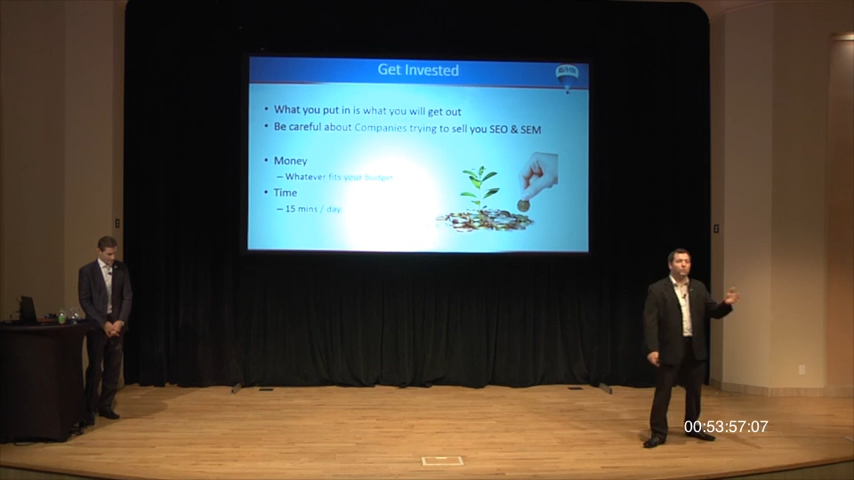 Get Invested
• What you put in is what you will get out
• Be careful about Companies trying to sell you SEO & SEM
• Money
– Whatever fits your budget
• Time
– 15 mins / day
00:53:57:07